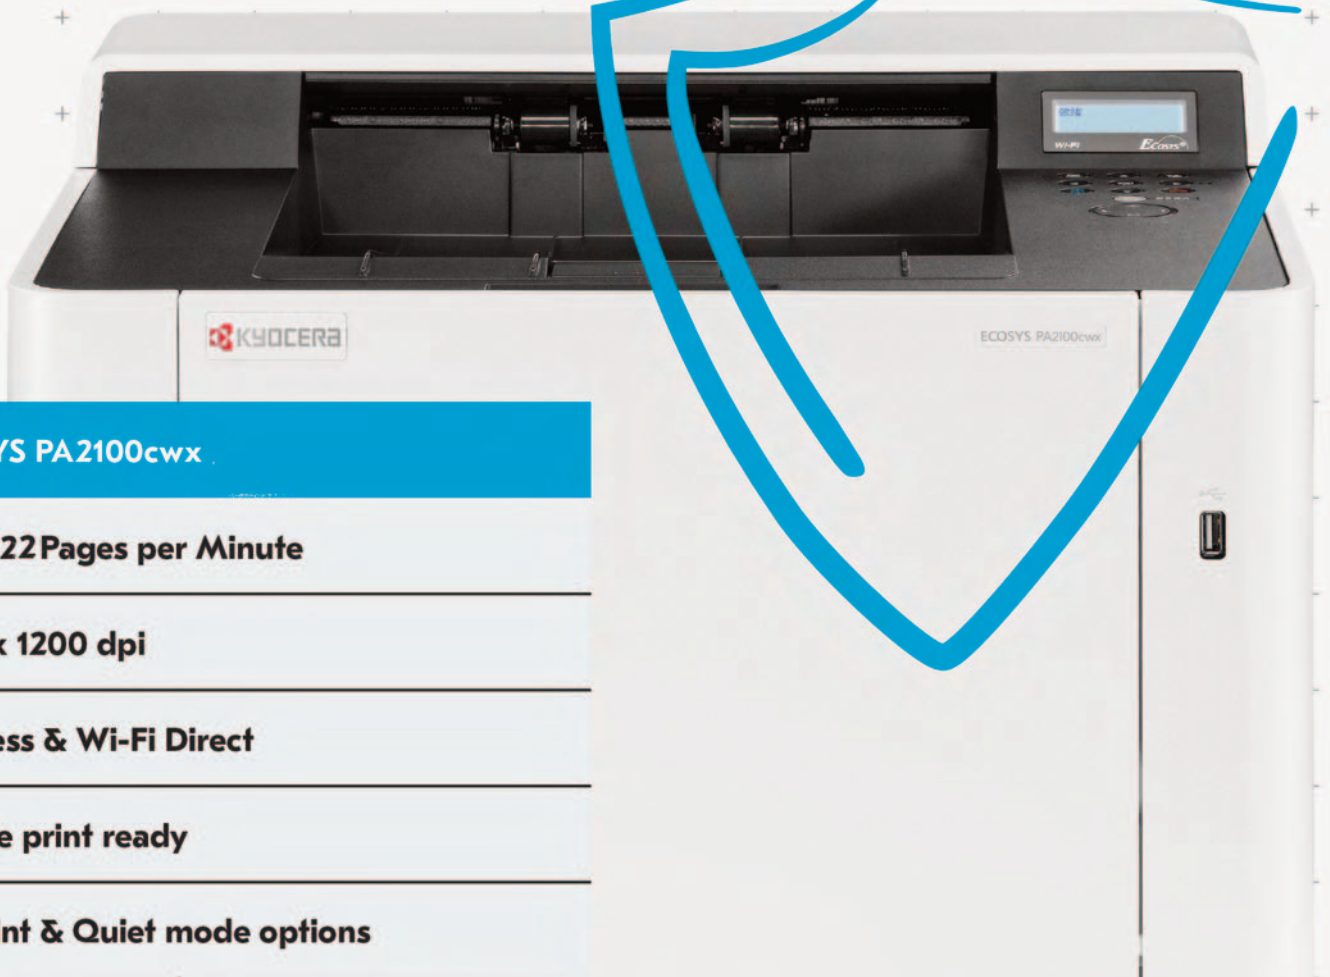 WI-FI
ECOSYS
KYOCERA
ECOSYS PA2100cwx
YS PA2100cwx
22 Pages per Minute
x 1200 dpi
ess & Wi-Fi Direct
e print ready
int & Quiet mode options